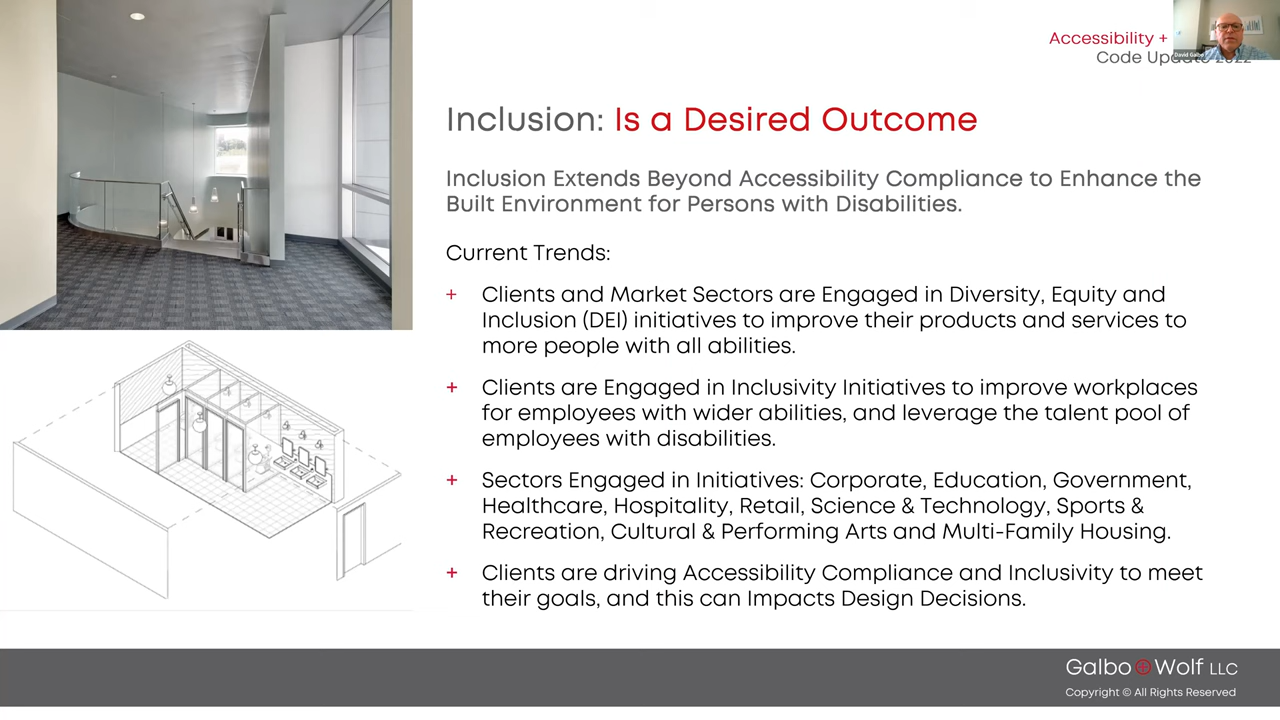 Accessibility +
Code Update 2022
David Galbo
Inclusion: Is a Desired Outcome
Inclusion Extends Beyond Accessibility Compliance to Enhance the
Built Environment for Persons with Disabilities.
Current Trends:
+ Clients and Market Sectors are Engaged in Diversity, Equity and
Inclusion (DEI) initiatives to improve their products and services to
more people with all abilities.
+ Clients are Engaged in Inclusivity Initiatives to improve workplaces
for employees with wider abilities, and leverage the talent pool of
employees with disabilities.
+ Sectors Engaged in Initiatives: Corporate, Education, Government,
Healthcare, Hospitality, Retail, Science & Technology, Sports &
Recreation, Cultural & Performing Arts and Multi-Family Housing.
+ Clients are driving Accessibility Compliance and Inclusivity to meet
their goals, and this can Impacts Design Decisions.
Galbo+Wolf LLC
Copyright © All Rights Reserved